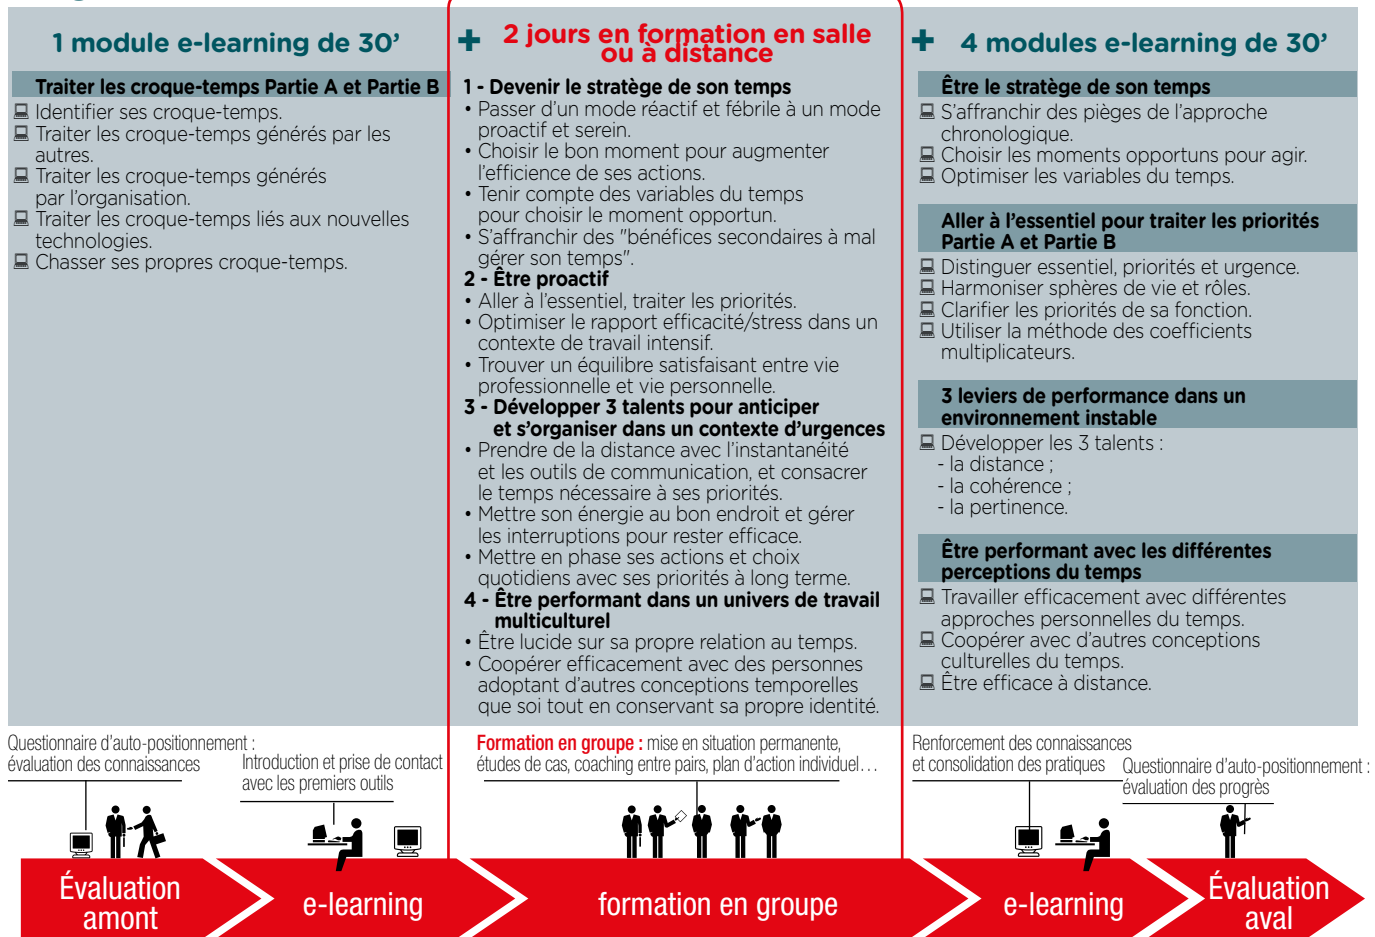 1 module e-learning de 30’
Traiter les croque-temps Partie A et Partie B
Identifier ses croque-temps.
Traiter les croque-temps générés par les
autres.
Traiter les croque-temps générés
par l’organisation.
Traiter les croque-temps liés aux nouvelles
technologies.
Chasser ses propres croque-temps.
+
2 jours en formation en salle
ou à distance
1 - Devenir le stratège de son temps
• Passer d’un mode réactif et fébrile à un mode
proactif et serein.
• Choisir le bon moment pour augmenter
l’efficience de ses actions.
• Tenir compte des variables du temps
pour choisir le moment opportun.
• S’affranchir des "bénéfices secondaires à mal
gérer son temps".
2 - Être proactif
• Aller à l’essentiel, traiter les priorités.
• Optimiser le rapport efficacité/stress dans un
contexte de travail intensif.
• Trouver un équilibre satisfaisant entre vie
professionnelle et vie personnelle.
3 - Développer 3 talents pour anticiper
et s’organiser dans un contexte d’urgences
• Prendre de la distance avec l’instantanéité
et les outils de communication, et consacrer
le temps nécessaire à ses priorités.
• Mettre son énergie au bon endroit et gérer
les interruptions pour rester efficace.
• Mettre en phase ses actions et choix
quotidiens avec ses priorités à long terme.
4 - Être performant dans un univers de travail
multiculturel
• Être lucide sur sa propre relation au temps.
• Coopérer efficacement avec des personnes
adoptant d’autres conceptions temporelles
que soi tout en conservant sa propre identité.
+
4 modules e-learning de 30’
Être le stratège de son temps
S’affranchir des pièges de l’approche
chronologique.
Choisir les moments opportuns pour agir.
Optimiser les variables du temps.
Aller à l’essentiel pour traiter les priorités
Partie A et Partie B
Distinguer essentiel, priorités et urgence.
Harmoniser sphères de vie et rôles.
Clarifier les priorités de sa fonction.
Utiliser la méthode des coefficients
multiplicateurs.
3 leviers de performance dans un
environnement instable
Développer les 3 talents :
- la distance ;
- la cohérence ;
- la pertinence.
Être performant avec les différentes
perceptions du temps
Travailler efficacement avec différentes
approches personnelles du temps.
Coopérer avec d’autres conceptions
culturelles du temps.
Être efficace à distance.
Questionnaire d’auto-positionnement :
évaluation des connaissances
Introduction et prise de contact
avec les premiers outils
Formation en groupe : mise en situation permanente,
études de cas, coaching entre pairs, plan d’action individuel...
Renforcement des connaissances
et consolidation des pratiques
Questionnaire d’auto-positionnement :
évaluation des progrès
Évaluation
amont
e-learning
formation en groupe
e-learning
Évaluation
aval